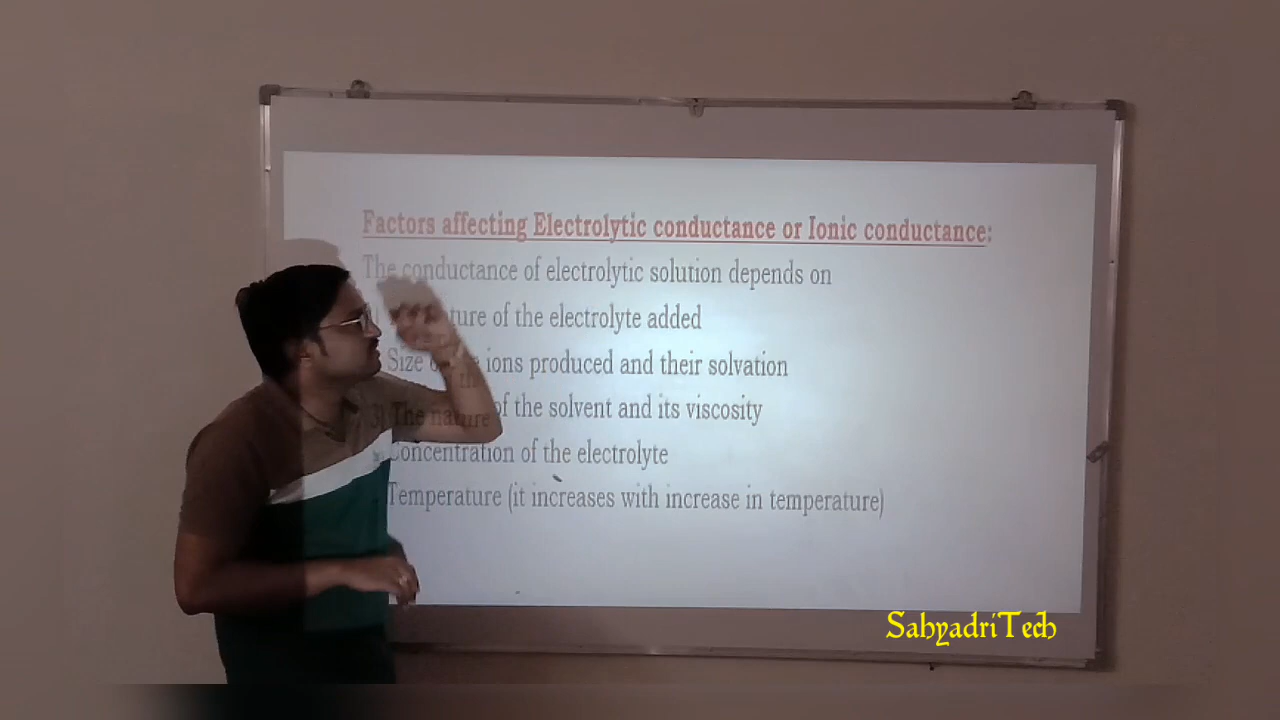 Factors affecting Electrolytic conductance or Ionic conductance:
The conductance of electrolytic solution depends on
of the electrolyte added
Size ions produced and their solvation
3) The nature of the solvent and its viscosity
Concentration of the electrolyte
Temperature (it increases with increase in temperature)
SahyadriTech